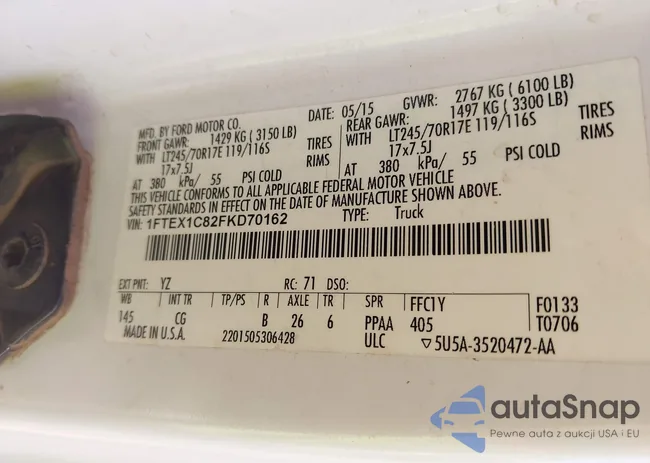 MFD. BY FORD MOTOR CO.
DATE: 05/15 GVWR: 2767 KG ( 6100 LB)
FRONT GAWR: 1429 KG ( 3150 LB) REAR GAWR: 1497 KG ( 3300 LB)
WITH LT245/70R17E 119/116S TIRES WITH LT245/70R17E 119/116S TIRES
17x7.5J RIMS 17x7.5J RIMS
AT 380 kPa/ 55 PSI COLD AT 380 kPa/ 55 PSI COLD
THIS VEHICLE CONFORMS TO ALL APPLICABLE FEDERAL MOTOR VEHICLE
SAFETY STANDARDS IN EFFECT ON THE DATE OF MANUFACTURE SHOWN ABOVE.
VIN: 1FTEX1C82FKD70162 TYPE: Truck
EXT PNT: YZ RC: 71 DSO:
WB INT TR TP/PS R AXLE TR SPR FFC1Y F0133
145 CG B 26 6 PPAA 405 T0706
MADE IN U.S.A. 2201505306428 ULC ▽5U5A-3520472-AA
autaSnap
Pewne auta z aukcji USA i EU